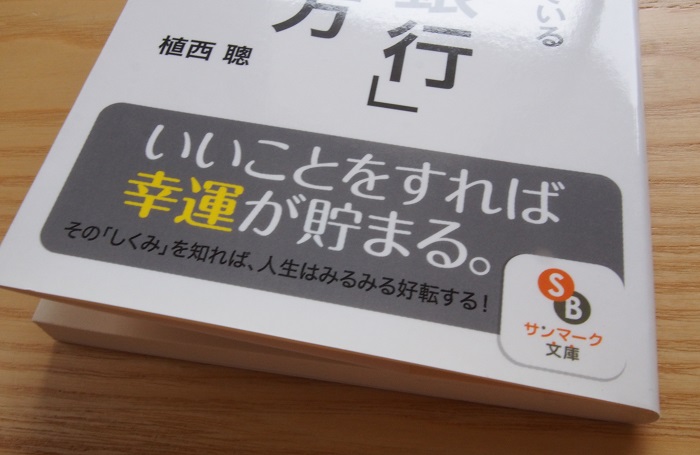 いる
銀行」
方
植西 聰
いいことをすれば
幸運が貯まる。
その「しくみ」を知れば、人生はみるみる好転する!
S
B
サンマーク
文庫